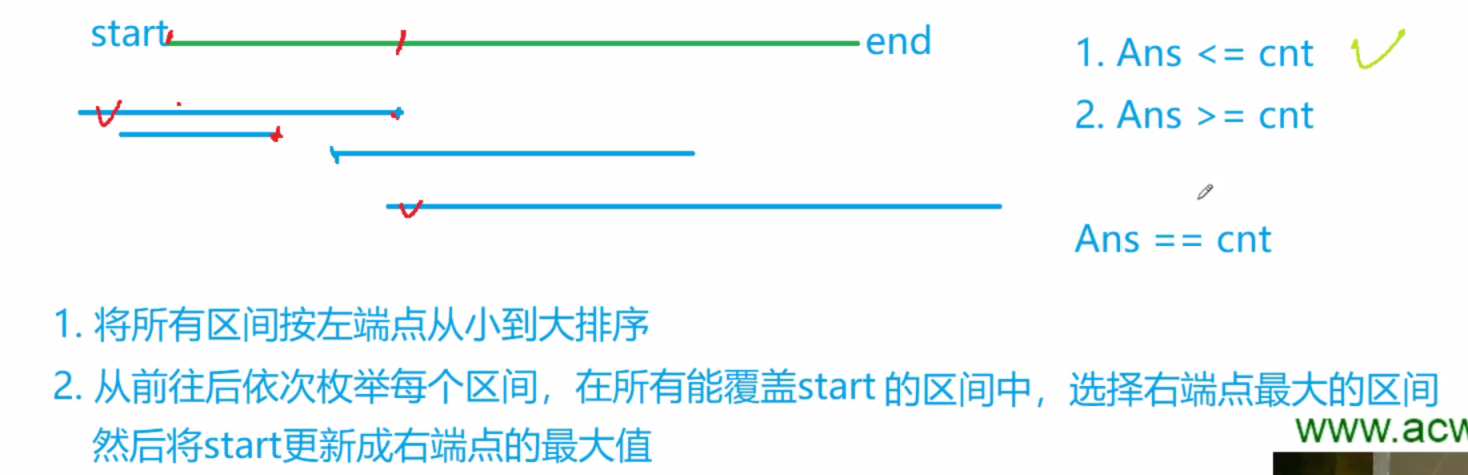 start
end
1. Ans <= cnt
2. Ans >= cnt
Ans == cnt
1. 将所有区间按左端点从小到大排序
2. 从前往后依次枚举每个区间，在所有能覆盖start 的区间中，选择右端点最大的区间
然后将start更新成右端点的最大值
www.acw